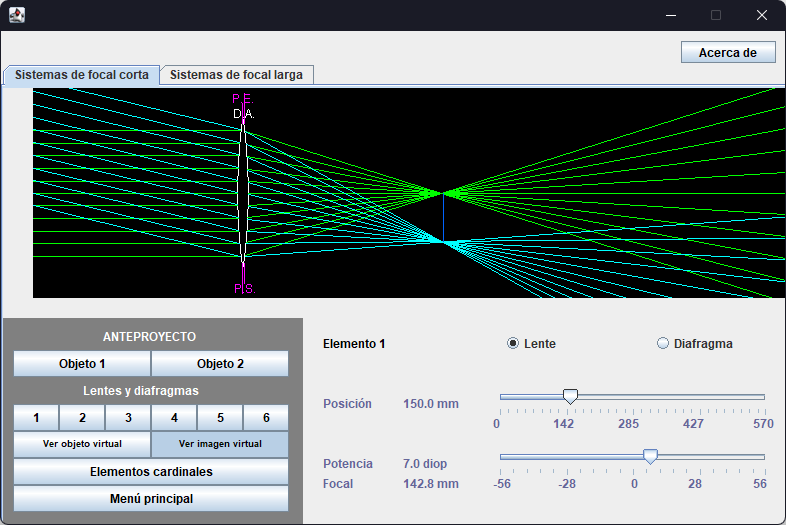 Acerca de
Sistemas de focal corta Sistemas de focal larga
P.E.
D.A.
P.S.
ANTEPROYECTO
Objeto 1 Objeto 2
Lentes y diafragmas
1 2 3 4 5 6
Ver objeto virtual Ver imagen virtual
Elementos cardinales
Menú principal
Elemento 1 Lente Diafragma
Posición 150.0 mm
0 142 285 427 570
Potencia 7.0 diop
Focal 142.8 mm
-56 -28 0 28 56